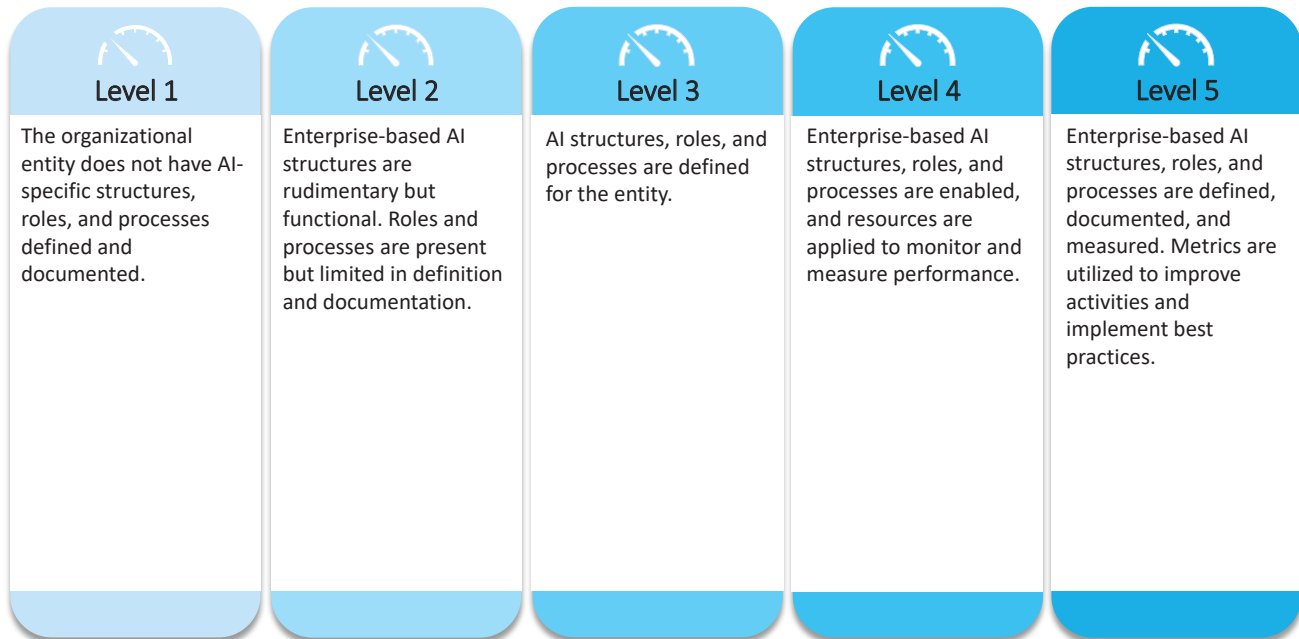 Level 1
The organizational
entity does not have AI-
specific structures,
roles, and processes
defined and
documented.
Level 2
Enterprise-based AI
structures are
rudimentary but
functional. Roles and
processes are present
but limited in definition
and documentation.
Level 3
AI structures, roles, and
processes are defined
for the entity.
Level 4
Enterprise-based AI
structures, roles, and
processes are enabled,
and resources are
applied to monitor and
measure performance.
Level 5
Enterprise-based AI
structures, roles, and
processes are defined,
documented, and
measured. Metrics are
utilized to improve
activities and
implement best
practices.